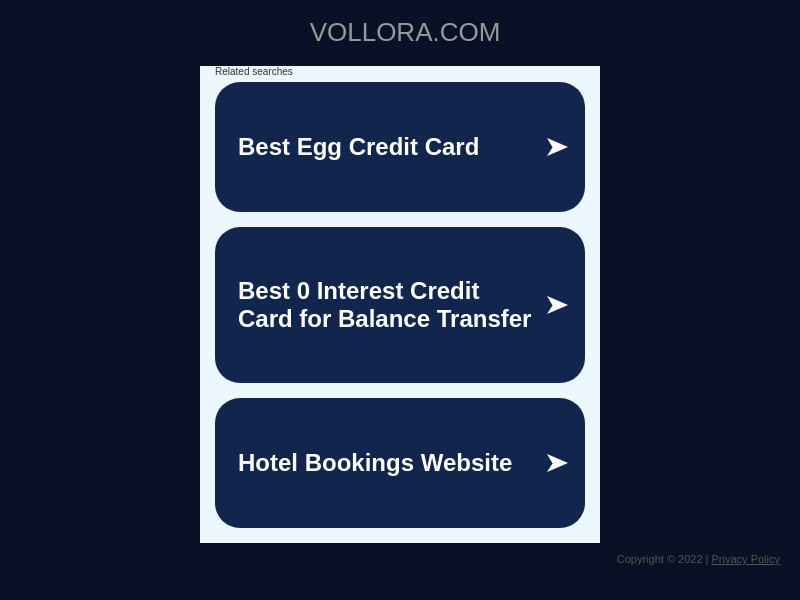 VOLLORA.COM
Related searches
Best Egg Credit Card
Best 0 Interest Credit
Card for Balance Transfer
Hotel Bookings Website
Copyright © 2022 | Privacy Policy